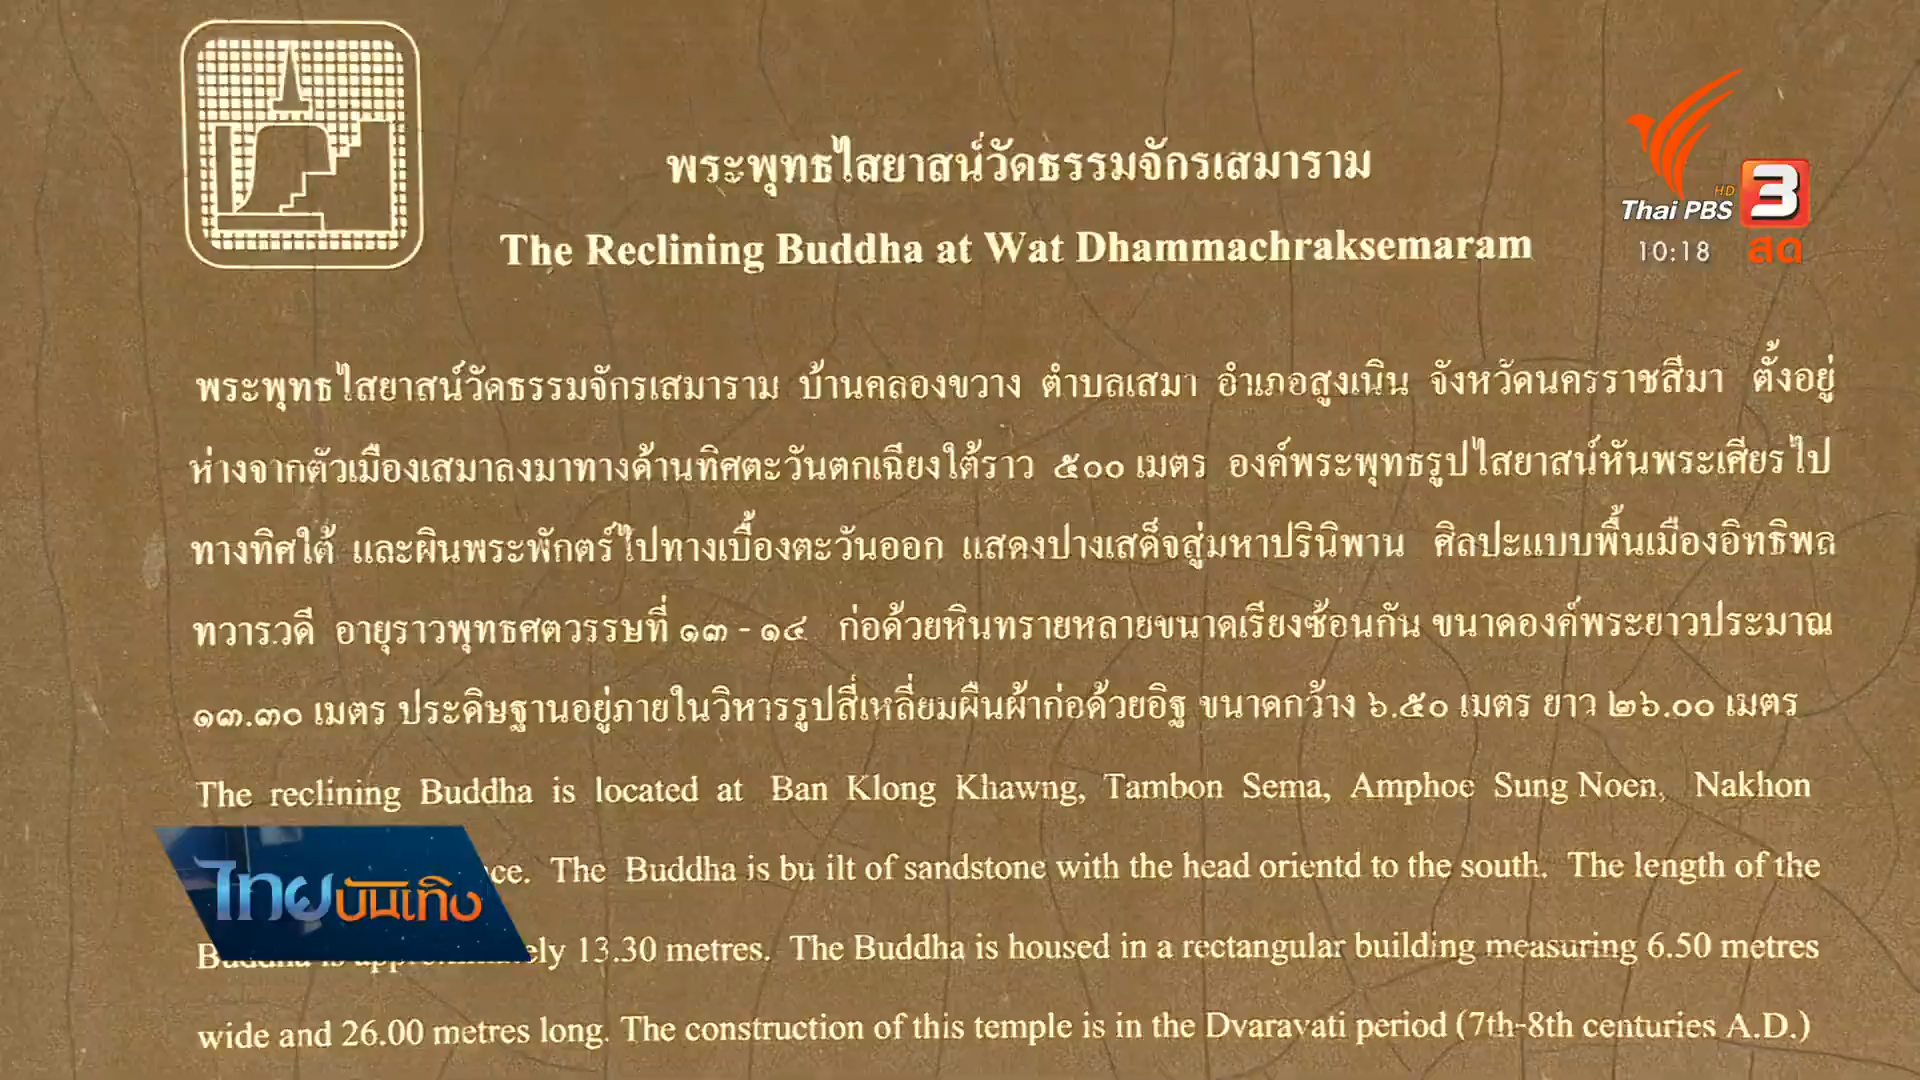 พระพุทธไสยาสน์วัดธรรมจักรเสมาราม
The Reclining Buddha at Wat Dhammachraksemaram
HD
Thai PBS 3
10:18 สด
พระพุทธไสยาสน์วัดธรรมจักรเสมาราม บ้านคลองขวาง ตำบลเสมา อำเภอสูงเนิน จังหวัดนครราชสีมา ตั้งอยู่
ห่างจากตัวเมืองเสมาลงมาทางด้านทิศตะวันตกเฉียงใต้ราว ๕๐๐ เมตร องค์พระพุทธรูปไสยาสน์หันพระเศียรไป
ทางทิศใต้ และผินพระพักตร์ไปทางเบื้องตะวันออก แสดงปางเสด็จสู่มหาปรินิพาน ศิลปะแบบพื้นเมืองอิทธิพล
ทวารวดี อายุราวพุทธศตวรรษที่ ๑๓ - ๑๔ ก่อด้วยหินทรายหลายขนาดเรียงซ้อนกัน ขนาดองค์พระยาวประมาณ
๑๓.๓๐ เมตร ประดิษฐานอยู่ภายในวิหารรูปสี่เหลี่ยมผืนผ้าก่อด้วยอิฐ ขนาดกว้าง ๖.๕๐ เมตร ยาว ๒๖.๐๐ เมตร
The reclining Buddha is located at Ban Klong Khawng, Tambon Sema, Amphoe Sung Noen, Nakhon
ce. The Buddha is bu ilt of sandstone with the head orientd to the south. The length of the
ely 13.30 metres. The Buddha is housed in a rectangular building measuring 6.50 metres
wide and 26.00 metres long. The construction of this temple is in the Dvaravati period (7th-8th centuries A.D.)
ไทยบันเทิง